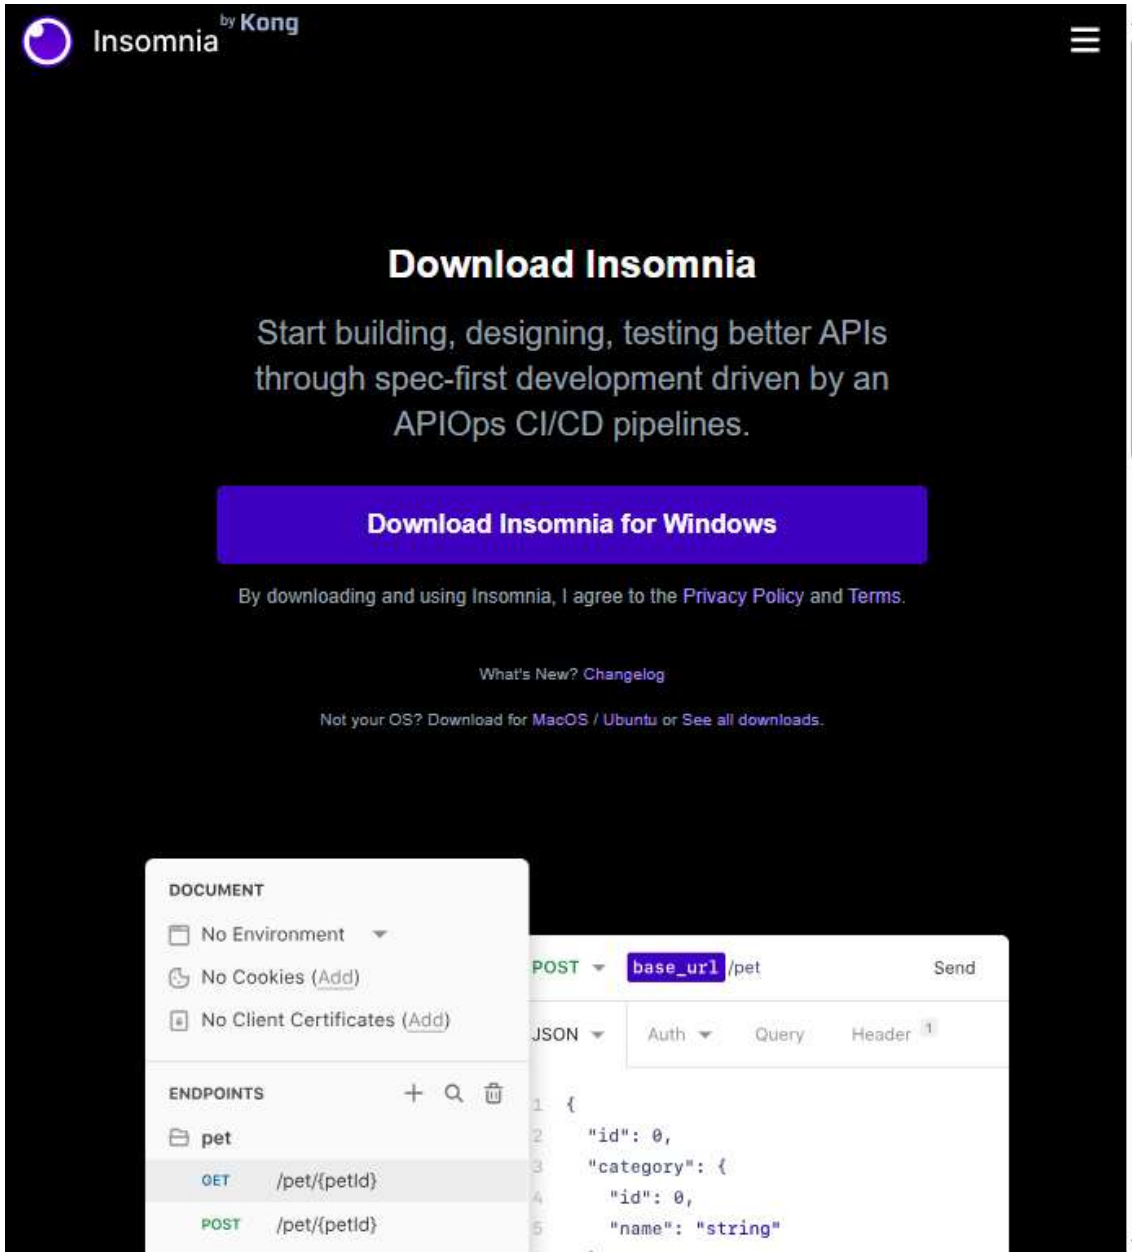 Insomnia by Kong
Download Insomnia
Start building, designing, testing better APIs
through spec-first development driven by an
APIOps CI/CD pipelines.
Download Insomnia for Windows
By downloading and using Insomnia, I agree to the Privacy Policy and Terms.
What's New? Changelog
Not your OS? Download for MacOS / Ubuntu or See all downloads.
DOCUMENT
No Environment
No Cookies (Add)
No Client Certificates (Add)
ENDPOINTS
pet
GET /pet/{petId}
POST /pet/{petId}
POST base_url /pet Send
JSON Auth Query Header 1
1 {
2 "id": 0,
3 "category": {
4 "id": 0,
5 "name": "string"